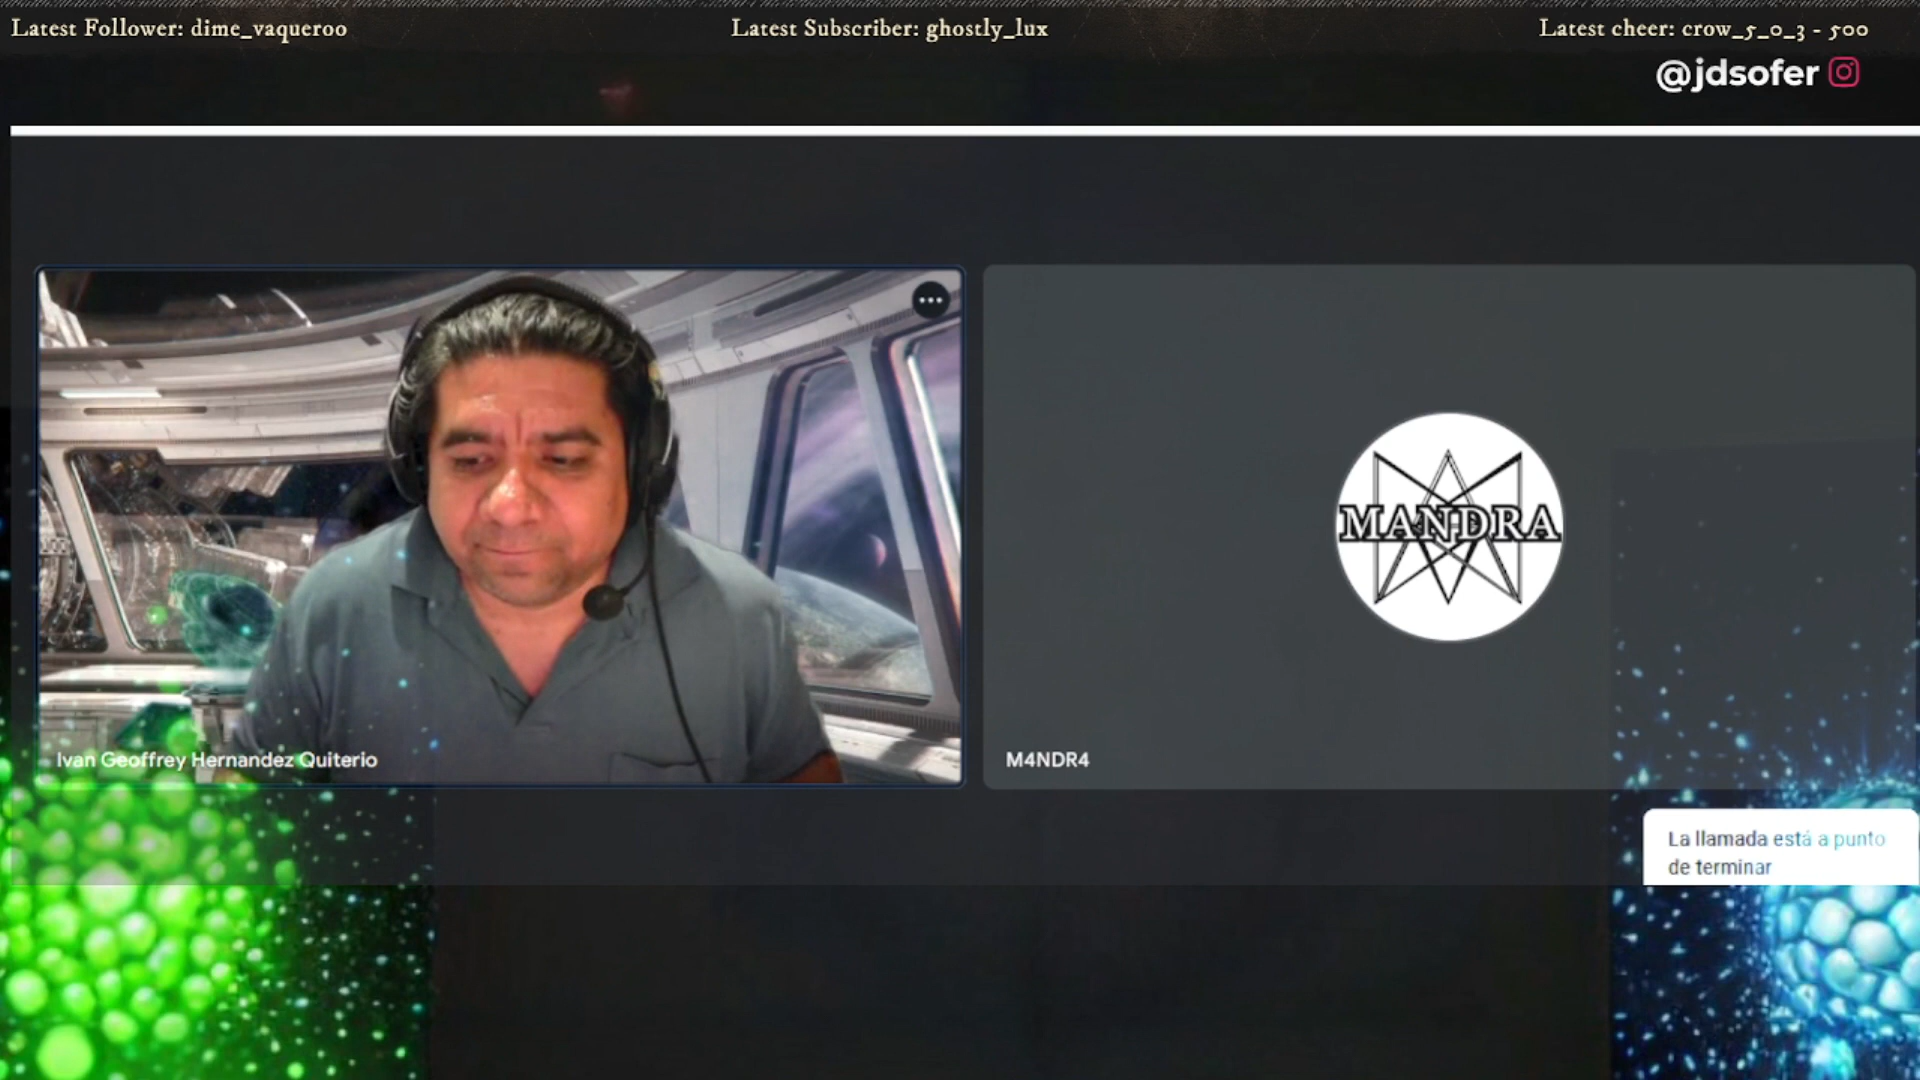 Latest Follower: dime_vaqueroo
Latest Subscriber: ghostly_lux
Latest cheer: crow_5_0_3 - 500
@jdsofer
MANDRA
Ivan Geoffrey Hernandez Quiterio
M4NDR4
La llamada está a punto
de terminar